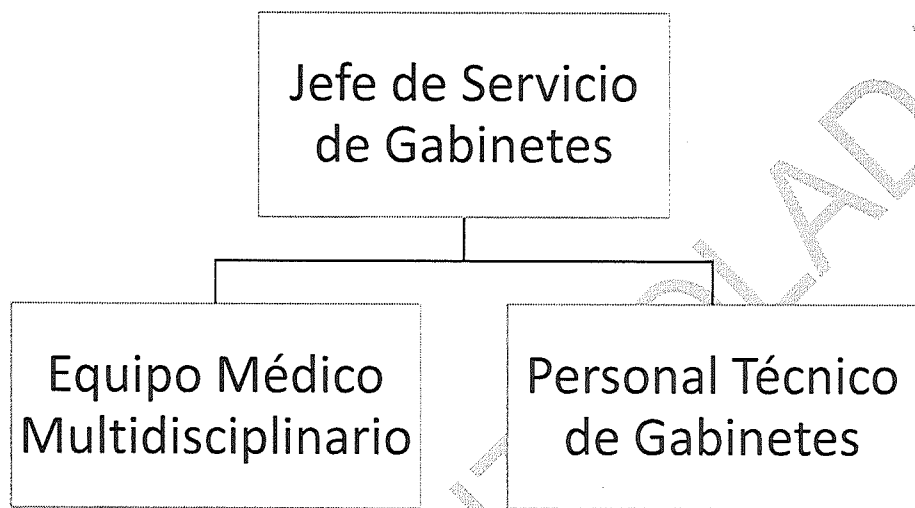 Jefe de Servicio
de Gabinetes
Equipo Médico
Multidisciplinario
Personal Técnico
de Gabinetes